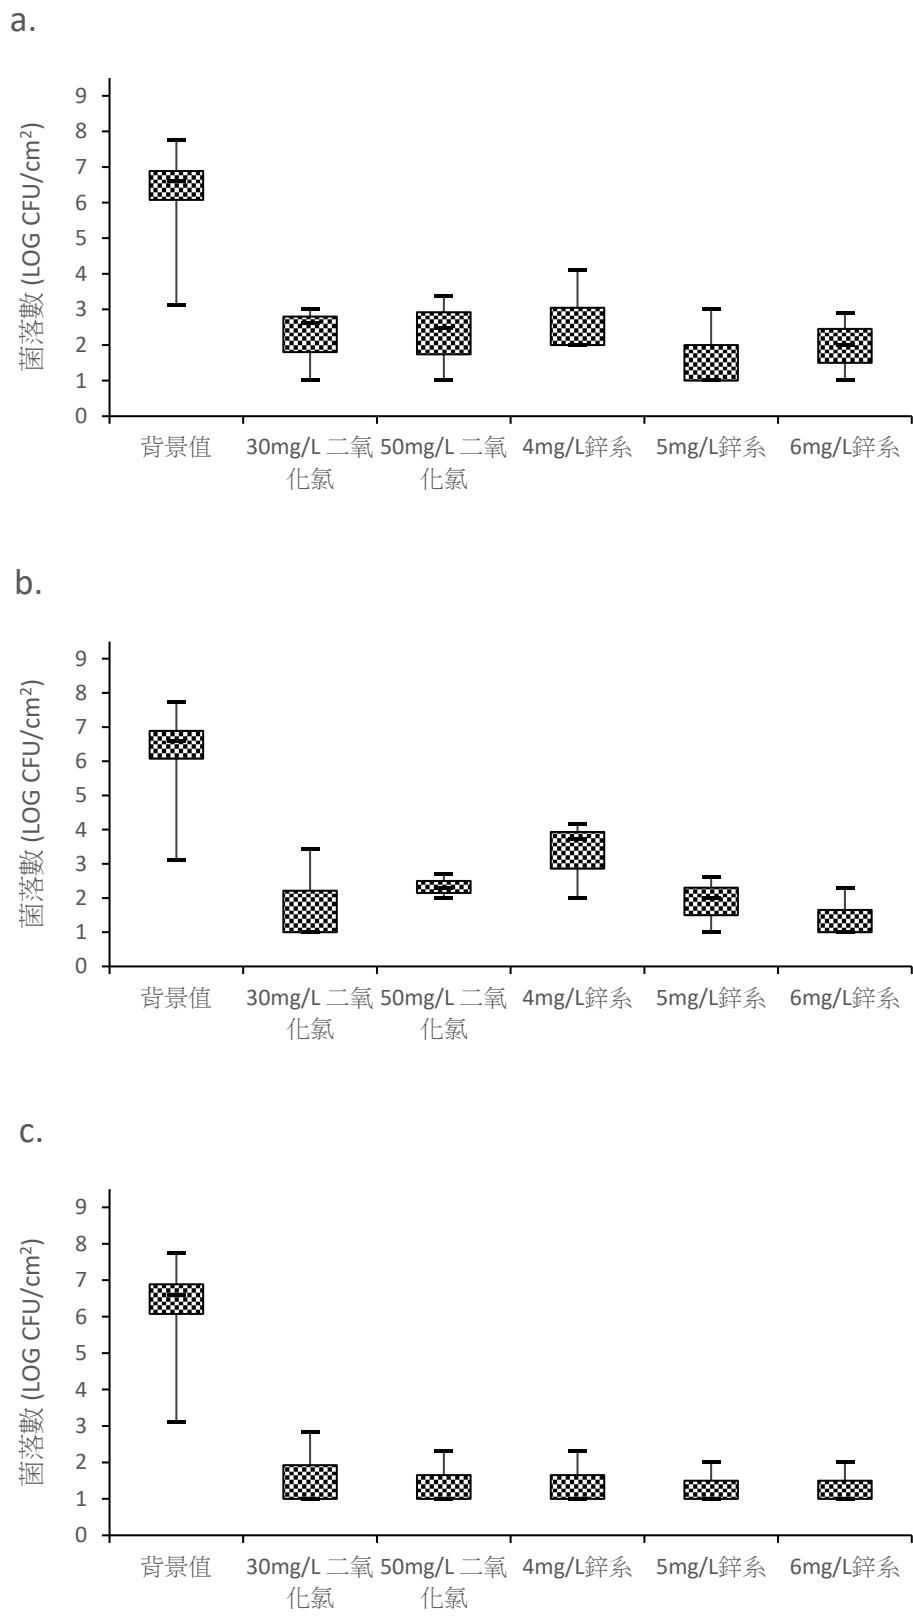 a.
菌落數 (LOG CFU/cm²)
9
8
7
6
5
4
3
2
1
0
背景值
30mg/L 二氧
化氯
50mg/L 二氧
化氯
4mg/L鋅系
5mg/L鋅系
6mg/L鋅系
b.
菌落數 (LOG CFU/cm²)
9
8
7
6
5
4
3
2
1
0
背景值
30mg/L 二氧
化氯
50mg/L 二氧
化氯
4mg/L鋅系
5mg/L鋅系
6mg/L鋅系
c.
菌落數 (LOG CFU/cm²)
9
8
7
6
5
4
3
2
1
0
背景值
30mg/L 二氧
化氯
50mg/L 二氧
化氯
4mg/L鋅系
5mg/L鋅系
6mg/L鋅系